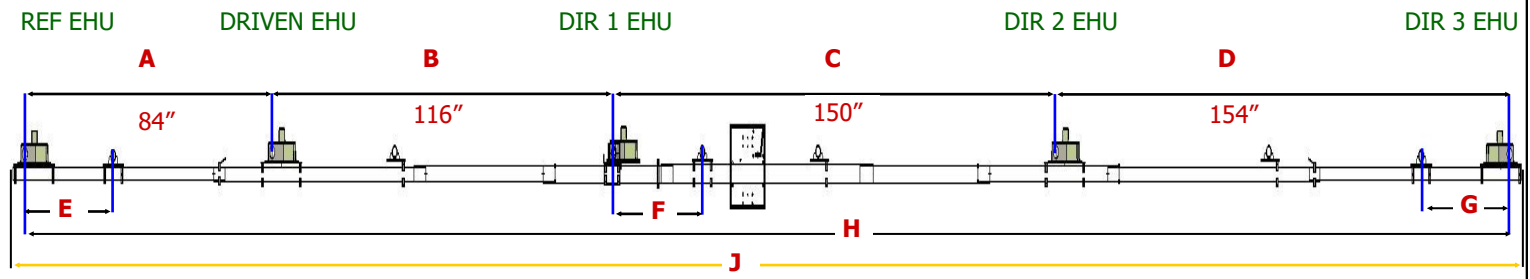 REF EHU DRIVEN EHU DIR 1 EHU DIR 2 EHU DIR 3 EHU
A B C D
84” 116” 150” 154”
E F G
H
J